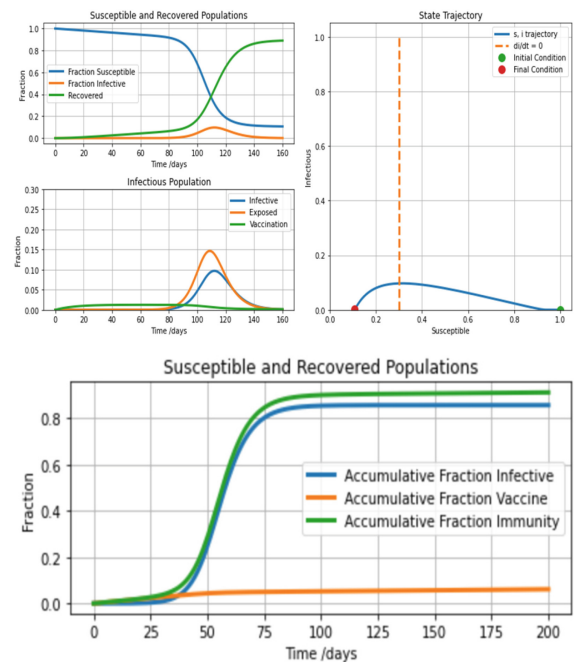 Susceptible and Recovered Populations
1.0
0.8
0.6
0.4
0.2
0.0
Fraction
Fraction Susceptible
Fraction Infective
Recovered
0 20 40 60 80 100 120 140 160
Time /days
Infectious Population
0.30
0.25
0.20
0.15
0.10
0.05
0.00
Fraction
Infective
Exposed
Vaccination
0 20 40 60 80 100 120 140 160
Time /days
State Trajectory
1.0
0.8
0.6
0.4
0.2
0.0
Infectious
s, i trajectory
di/dt = 0
Initial Condition
Final Condition
0.0 0.2 0.4 0.6 0.8 1.0
Susceptible
Susceptible and Recovered Populations
0.8
0.6
0.4
0.2
0.0
Fraction
Accumulative Fraction Infective
Accumulative Fraction Vaccine
Accumulative Fraction Immunity
0 25 50 75 100 125 150 175 200
Time /days